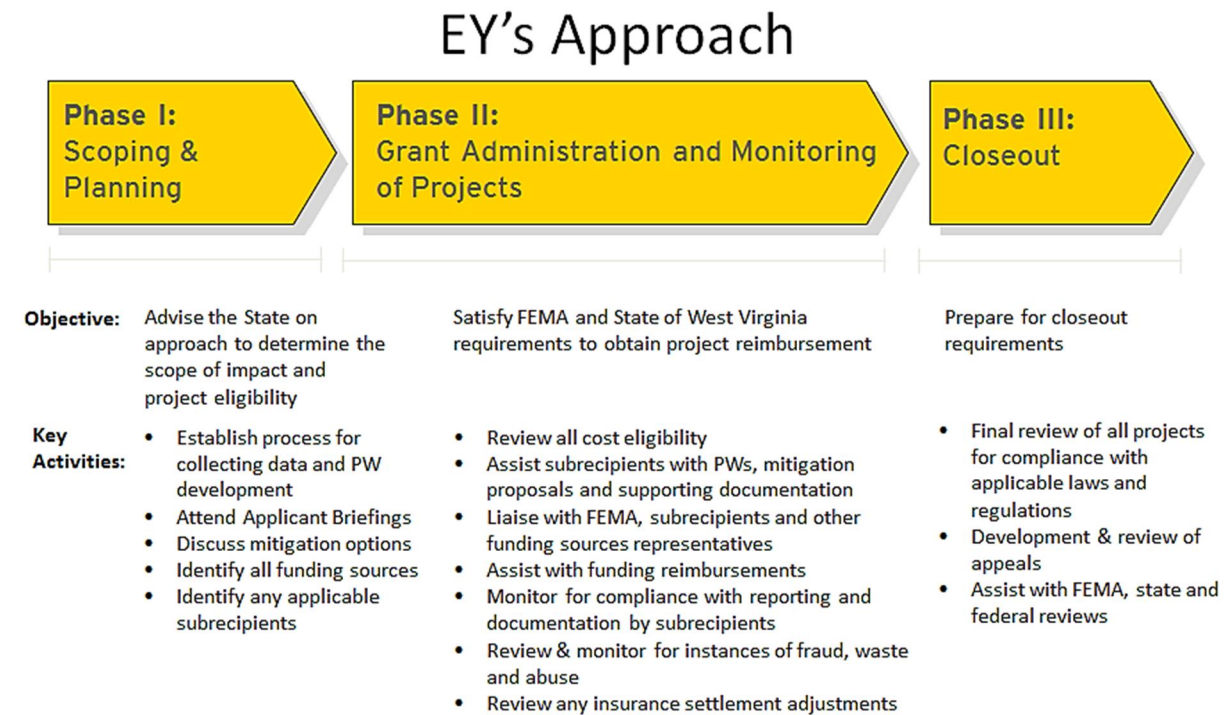 EY's Approach
Phase I:
Scoping &
Planning
Phase II:
Grant Administration and Monitoring
of Projects
Phase III:
Closeout
Objective:
Advise the State on
approach to determine the
scope of impact and
project eligibility
Satisfy FEMA and State of West Virginia
requirements to obtain project reimbursement
Prepare for closeout
requirements
Key
Activities:
• Establish process for
collecting data and PW
development
• Attend Applicant Briefings
• Discuss mitigation options
• Identify all funding sources
• Identify any applicable
subrecipients
• Review all cost eligibility
• Assist subrecipients with PWs, mitigation
proposals and supporting documentation
• Liaise with FEMA, subrecipients and other
funding sources representatives
• Assist with funding reimbursements
• Monitor for compliance with reporting and
documentation by subrecipients
• Review & monitor for instances of fraud, waste
and abuse
• Review any insurance settlement adjustments
• Final review of all projects
for compliance with
applicable laws and
regulations
• Development & review of
appeals
• Assist with FEMA, state and
federal reviews